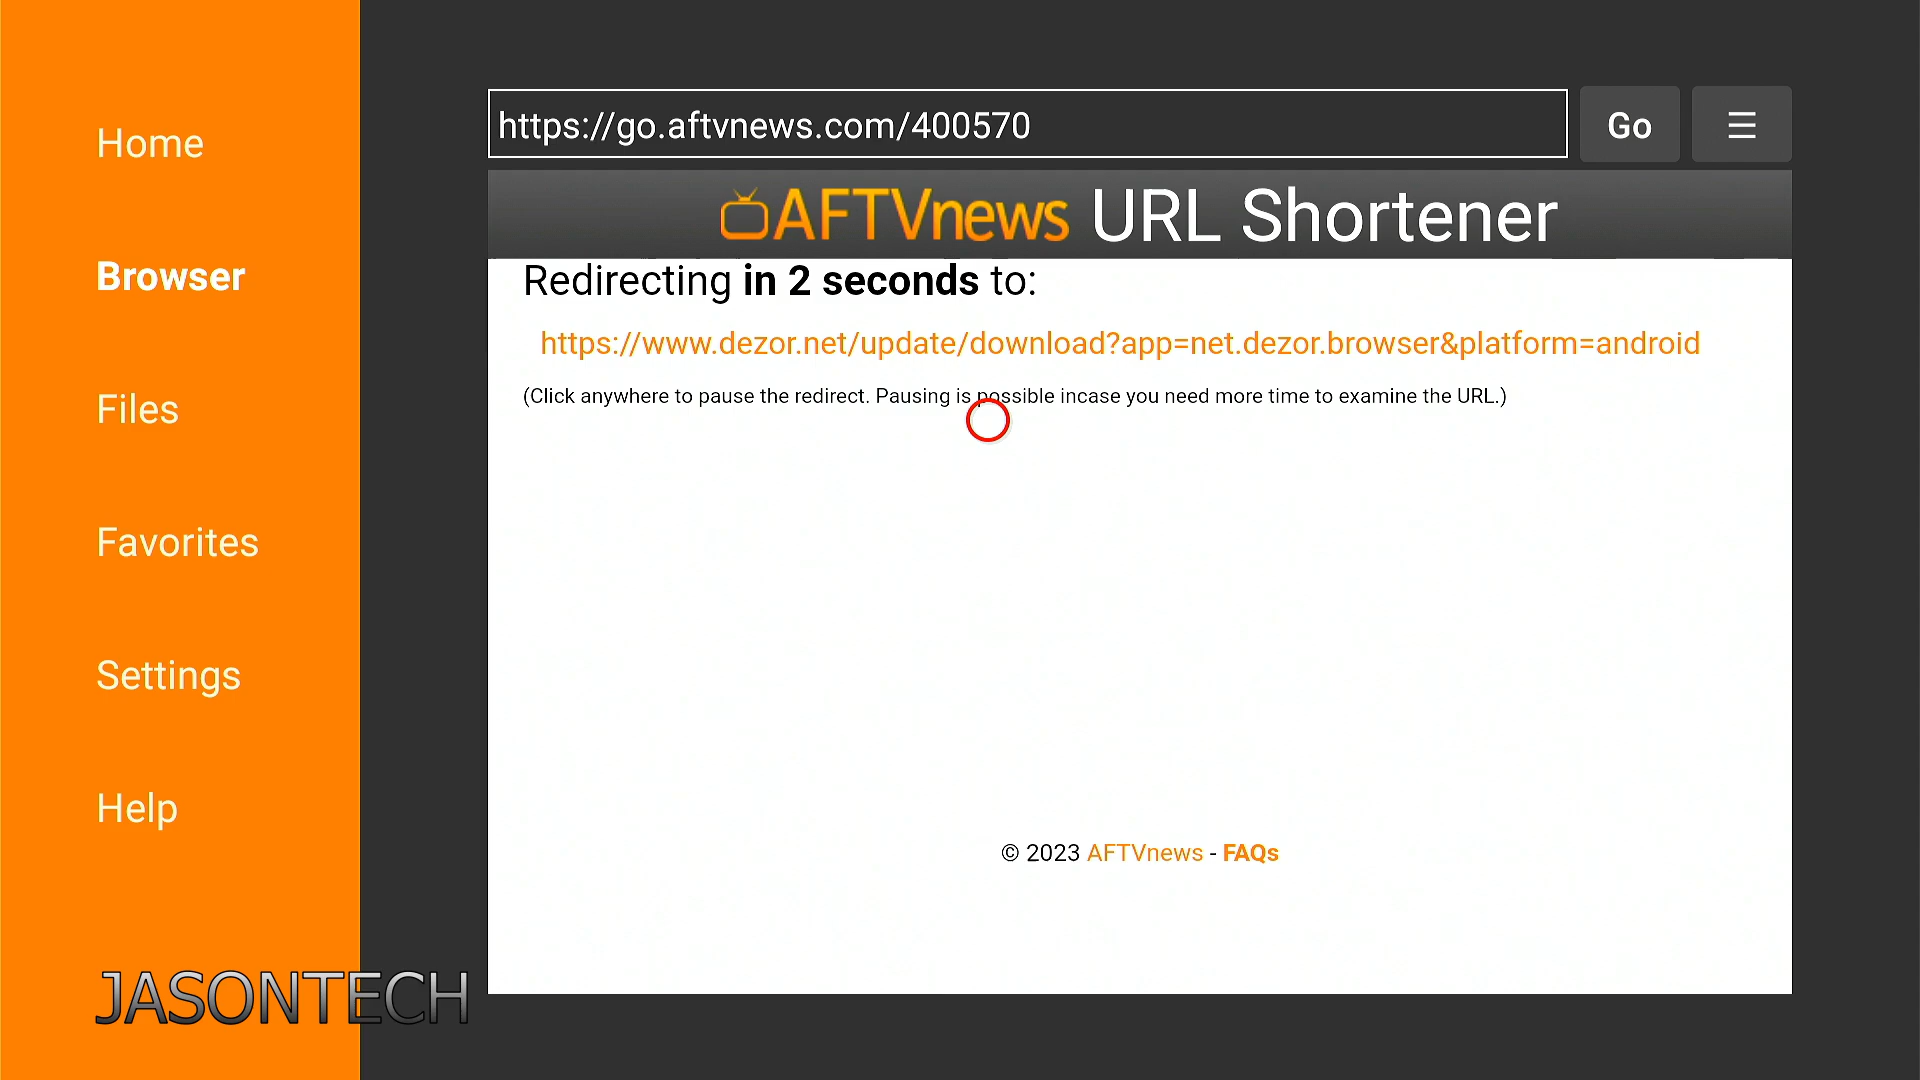 Home
Browser
Files
Favorites
Settings
Help
https://go.aftvnews.com/400570
Go
AFTVnews URL Shortener
Redirecting in 2 seconds to:
https://www.dezor.net/update/download?app=net.dezor.browser&platform=android
(Click anywhere to pause the redirect. Pausing is possible incase you need more time to examine the URL.)
© 2023 AFTVnews - FAQs
JASONTECH